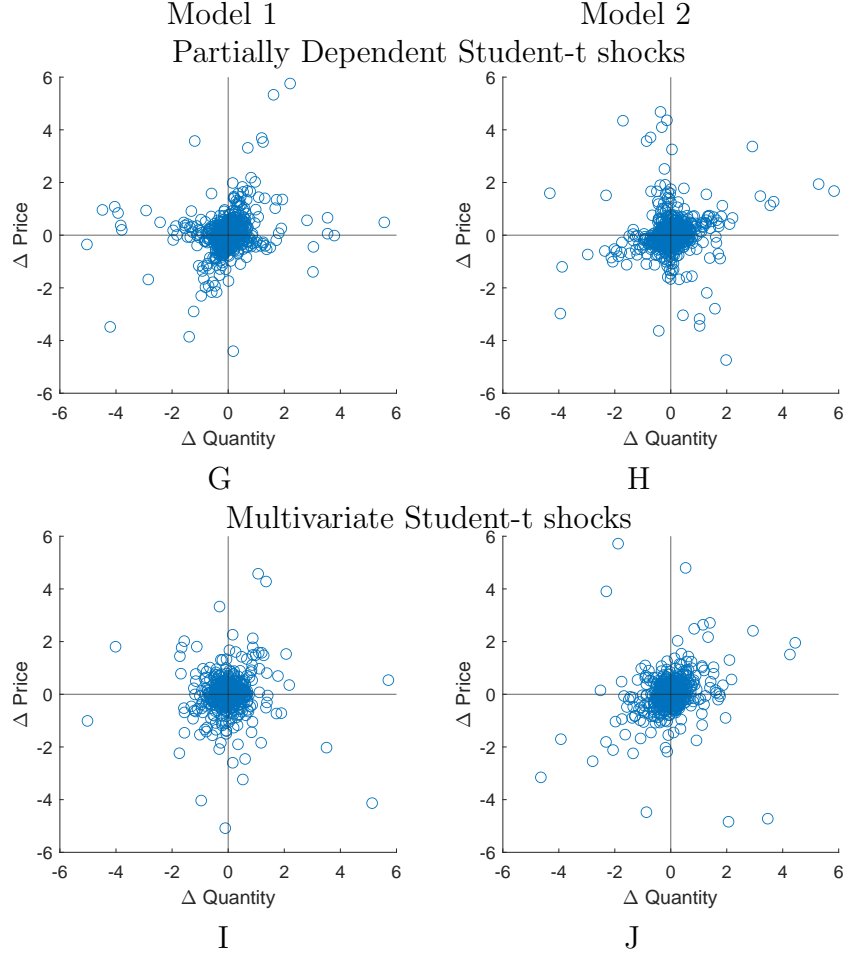 Model 1 Model 2
Partially Dependent Student-t shocks
6 6
4 4
2 2
0 0
-2 -2
-4 -4
-6 -6
-6 -4 -2 0 2 4 6 -6 -4 -2 0 2 4 6
Δ Price Δ Price
Δ Quantity Δ Quantity
G H
Multivariate Student-t shocks
6 6
4 4
2 2
0 0
-2 -2
-4 -4
-6 -6
-6 -4 -2 0 2 4 6 -6 -4 -2 0 2 4 6
Δ Price Δ Price
Δ Quantity Δ Quantity
I J